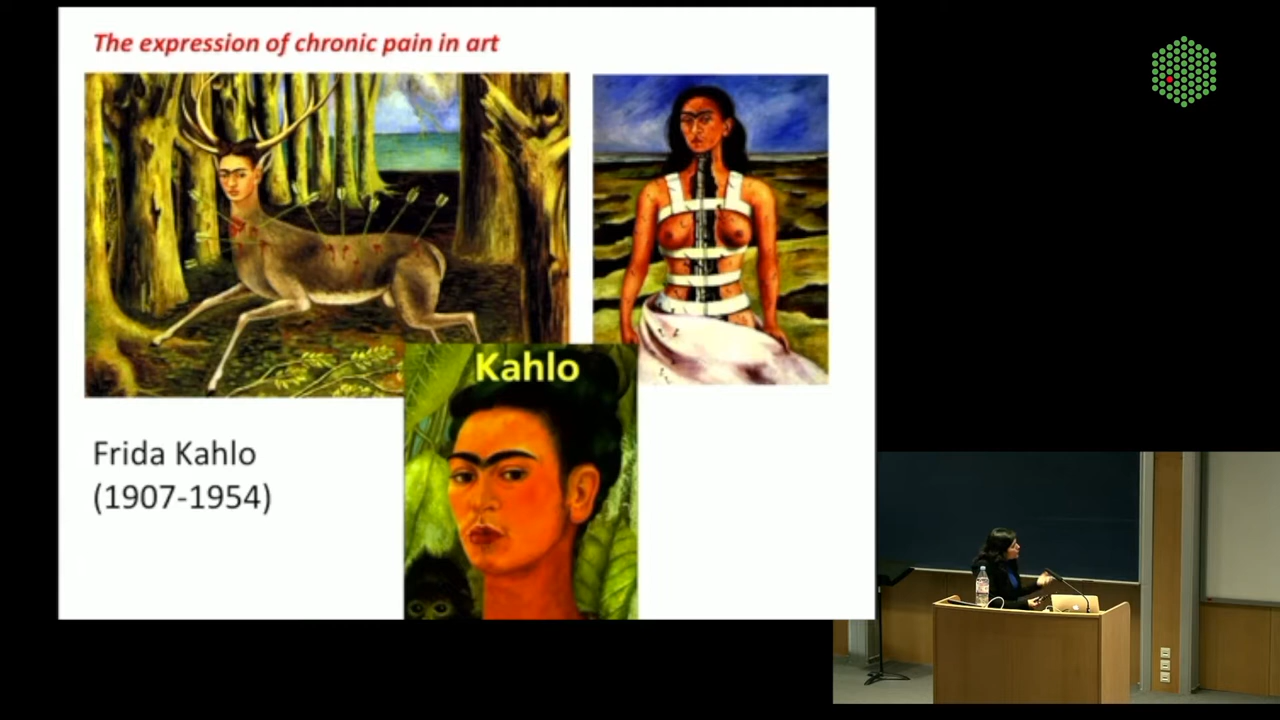 The expression of chronic pain in art
Kahlo
Frida Kahlo
(1907-1954)